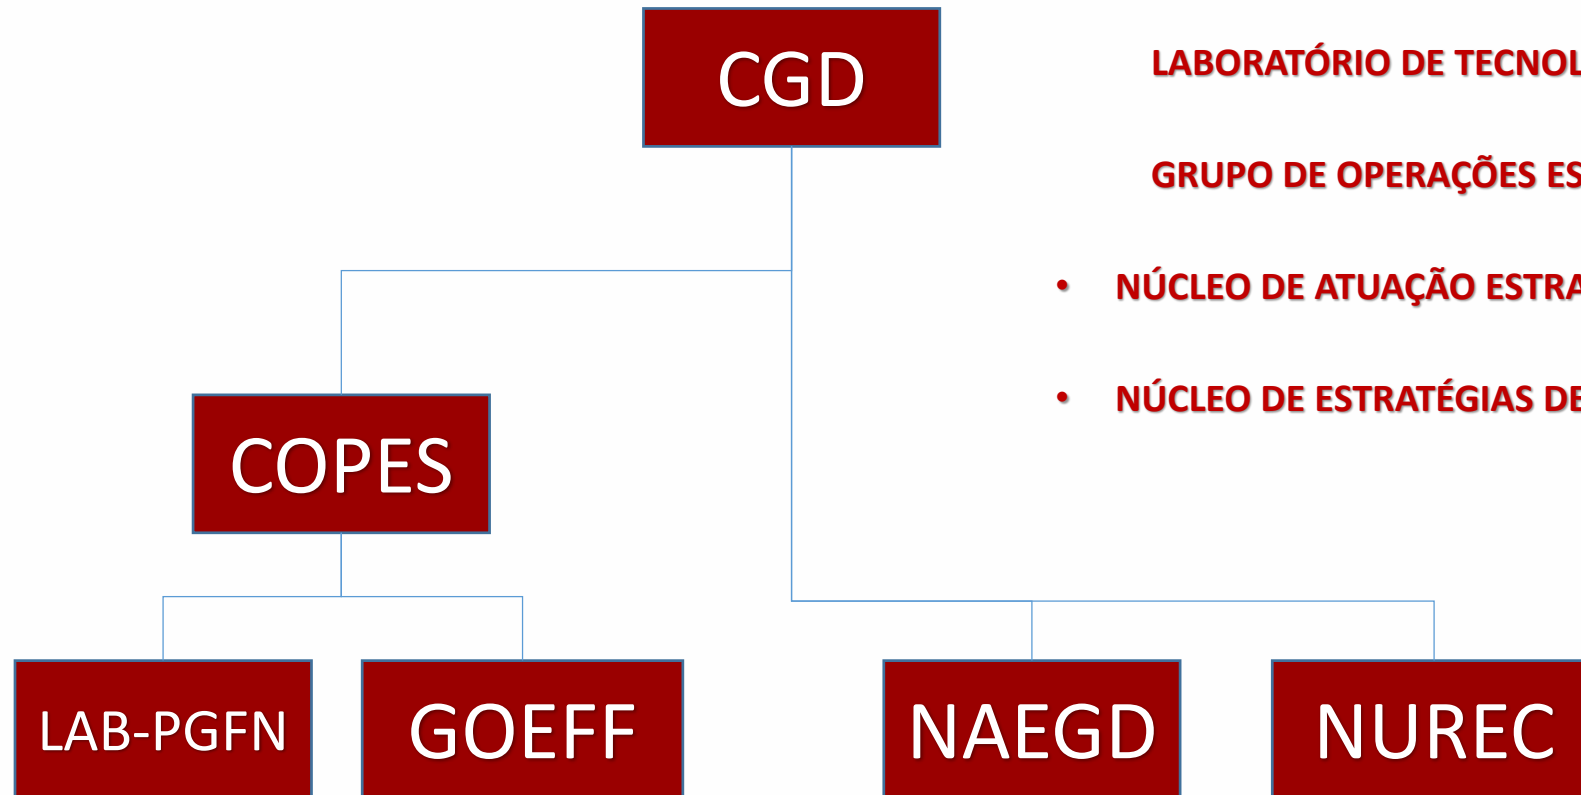 CGD
LABORATÓRIO DE
GRUPO DE OPERAÇÕES
• NÚCLEO DE ATUAÇÃO
• NÚCLEO DE ESTRATÉGIAS
COPES
LAB-PGFN
GOEFF
NAEGD
NUREC